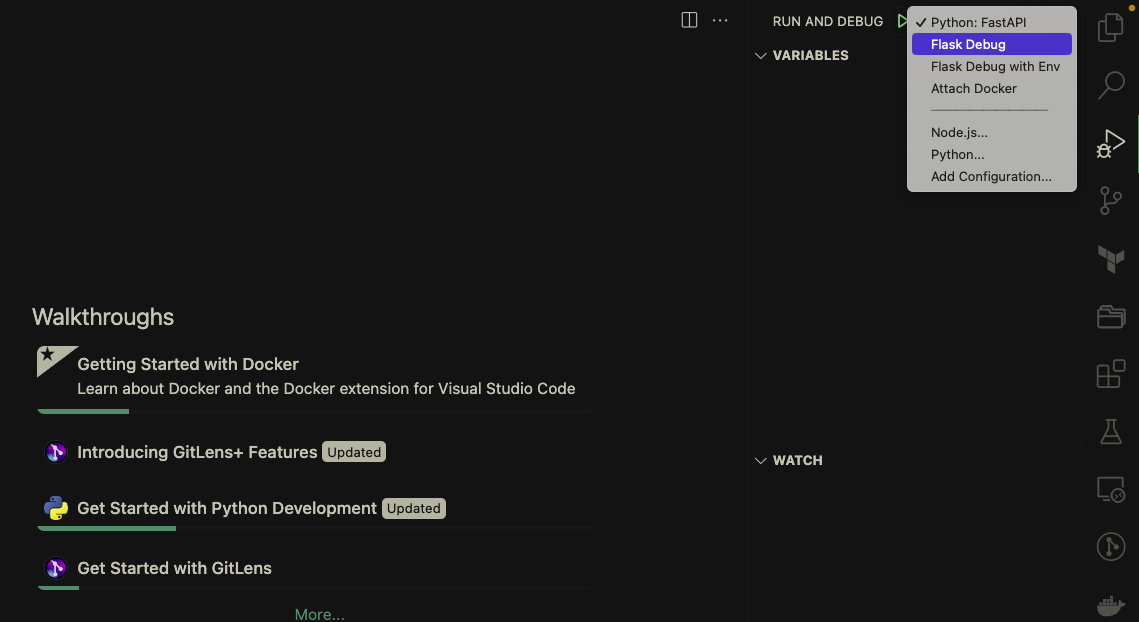 RUN AND DEBUG
✓ Python: FastAPI
Flask Debug
Flask Debug with Env
Attach Docker
Node.js...
Python...
Add Configuration...
VARIABLES
Walkthroughs
Getting Started with Docker
Learn about Docker and the Docker extension for Visual Studio Code
Introducing GitLens+ Features Updated
Get Started with Python Development Updated
Get Started with GitLens
More...
WATCH